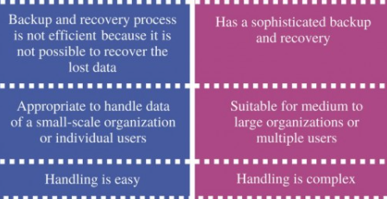 Backup and recovery process
is not efficient because it is
not possible to recover the
lost data
Has a sophisticated backup
and recovery
Appropriate to handle data
of a small-scale organization
or individual users
Suitable for medium to
large organizations or
multiple users
Handling is easy
Handling is complex